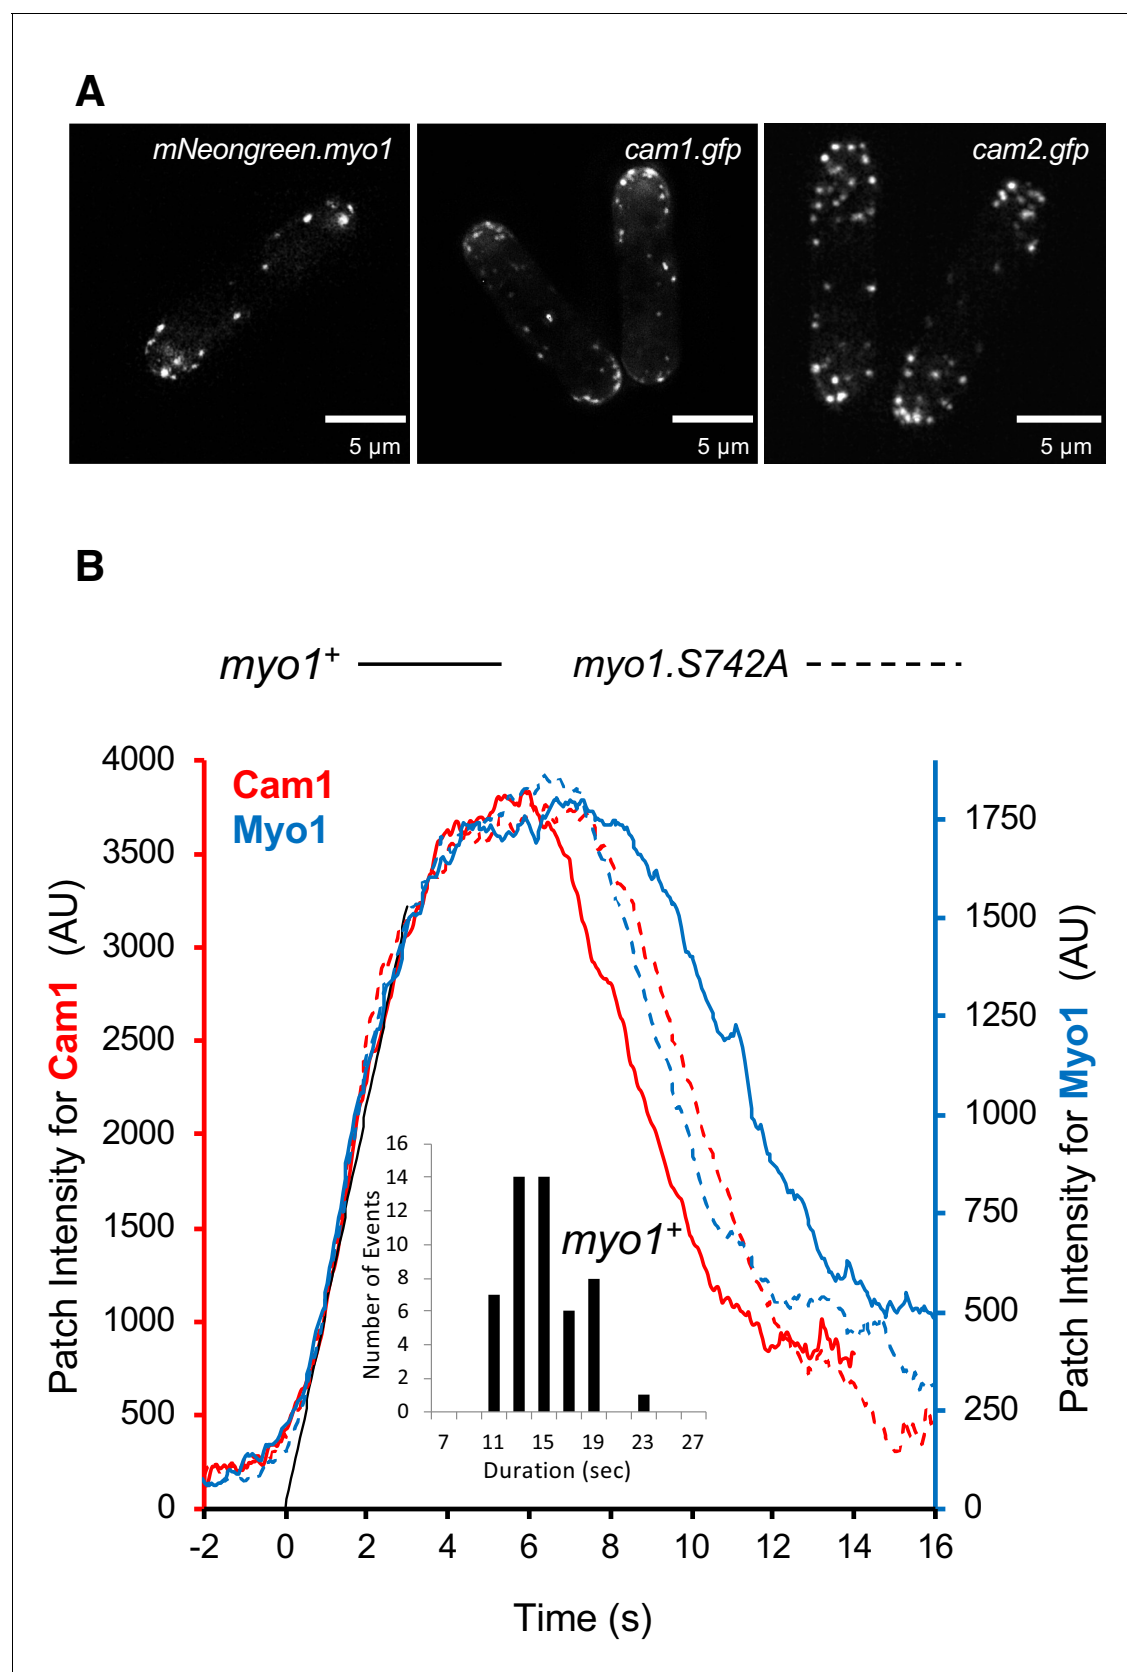 A
mNeongreen.myo1
cam1.gfp
cam2.gfp
5 µm
5 µm
5 µm
B
myo1+
myo1.S742A
Cam1
Myo1
Patch Intensity for Cam1 (AU)
4000
3500
3000
2500
2000
1500
1000
500
0
Patch Intensity for Myo1 (AU)
1750
1500
1250
1000
750
500
250
0
Number of Events
16
14
12
10
8
6
4
2
0
myo1+
7 11 15 19 23 27
Duration (sec)
-2 0 2 4 6 8 10 12 14 16
Time (s)